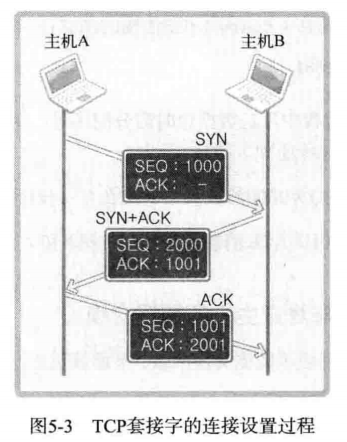 主机A
主机B
SYN
SEQ：1000
ACK： –
SYN+ACK
SEQ：2000
ACK：1001
ACK
SEQ：1001
ACK：2001
图5-3 TCP套接字的连接设置过程